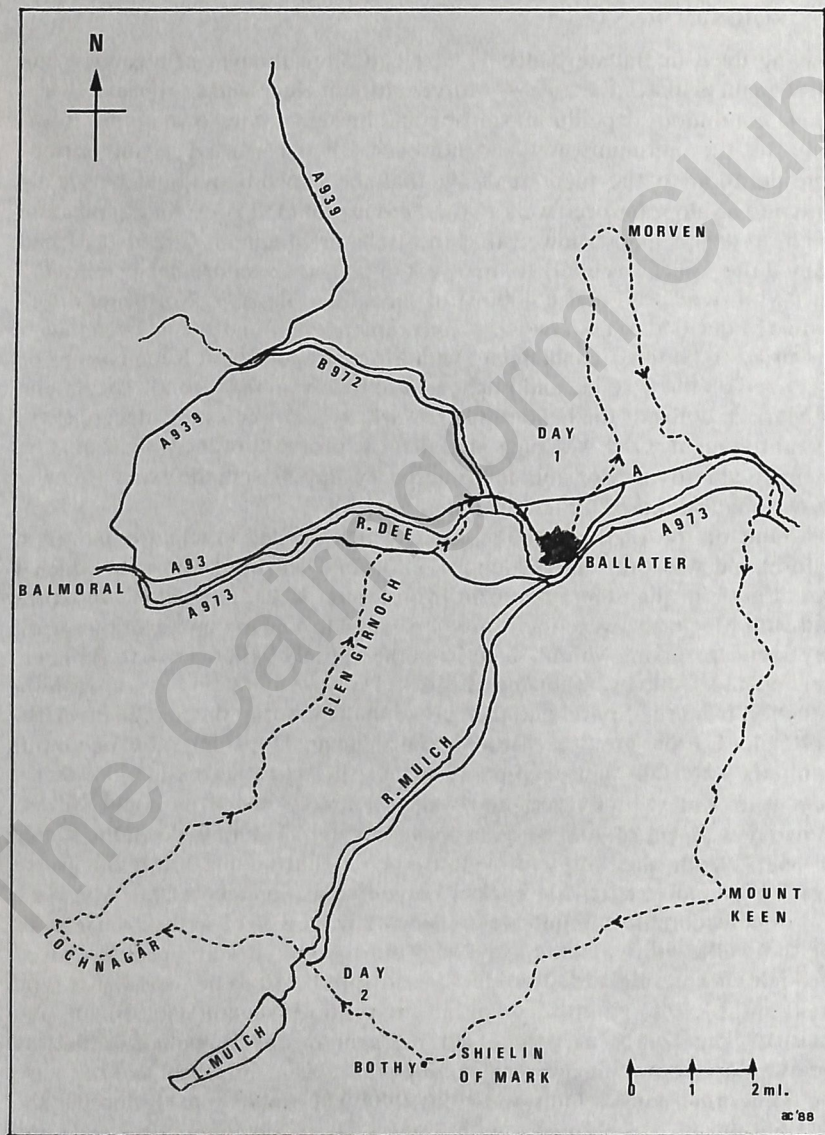 N
A939
MORVEN
B972
A939
DAY
1
A
R. DEE
A973
A93
BALLATER
BALMORAL
A973
GLEN GIRNOCH
R. MUICH
MOUNT
KEEN
LOCHNAGAR
DAY
2
L. MUICH
BOTHY
SHIELIN
OF MARK
0 1 2 ml.
ac '88
The Cairngorm Club